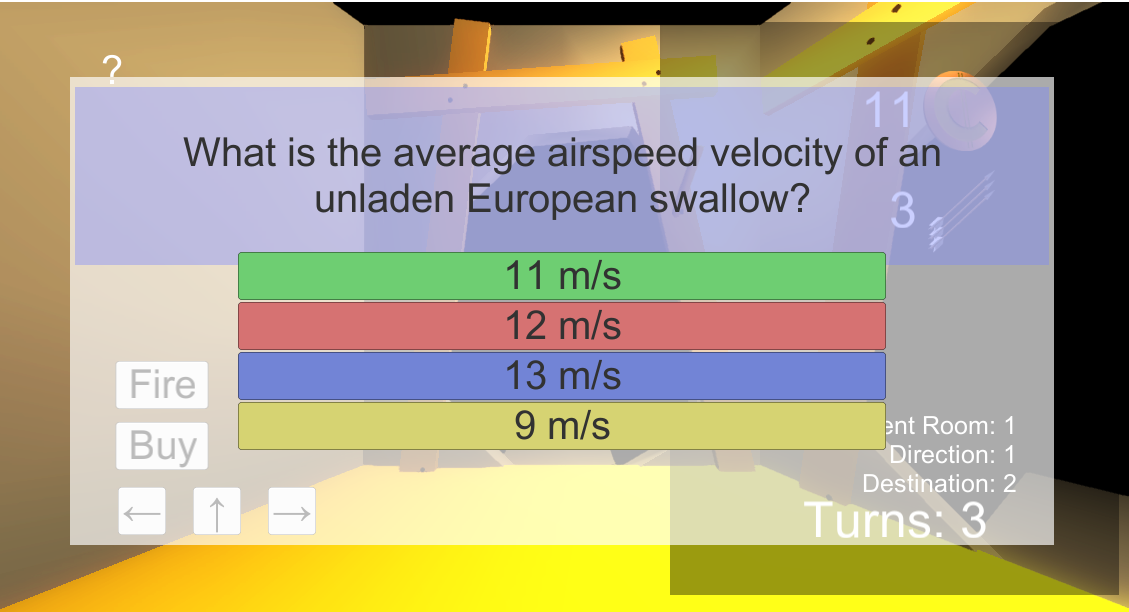 ?
11
What is the average airspeed velocity of an
unladen European swallow?
3
11 m/s
12 m/s
13 m/s
9 m/s
Fire
Buy
ent Room: 1
Direction: 1
Destination: 2
← ↑ →
Turns: 3